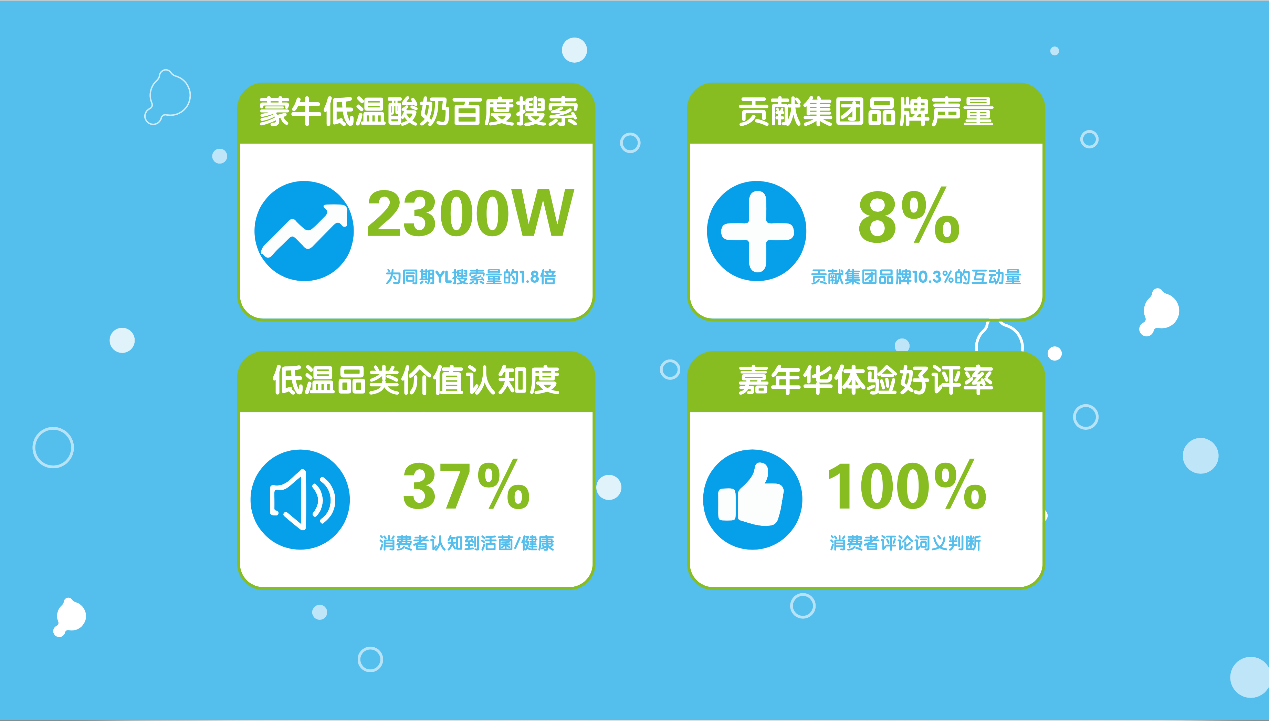 蒙牛低温酸奶百度搜索
2300W
为同期YL搜索量的1.8倍
贡献集团品牌声量
8%
贡献集团品牌10.3%的互动量
低温品类价值认知度
37%
消费者认知到活菌/健康
嘉年华体验好评率
100%
消费者评论词义判断